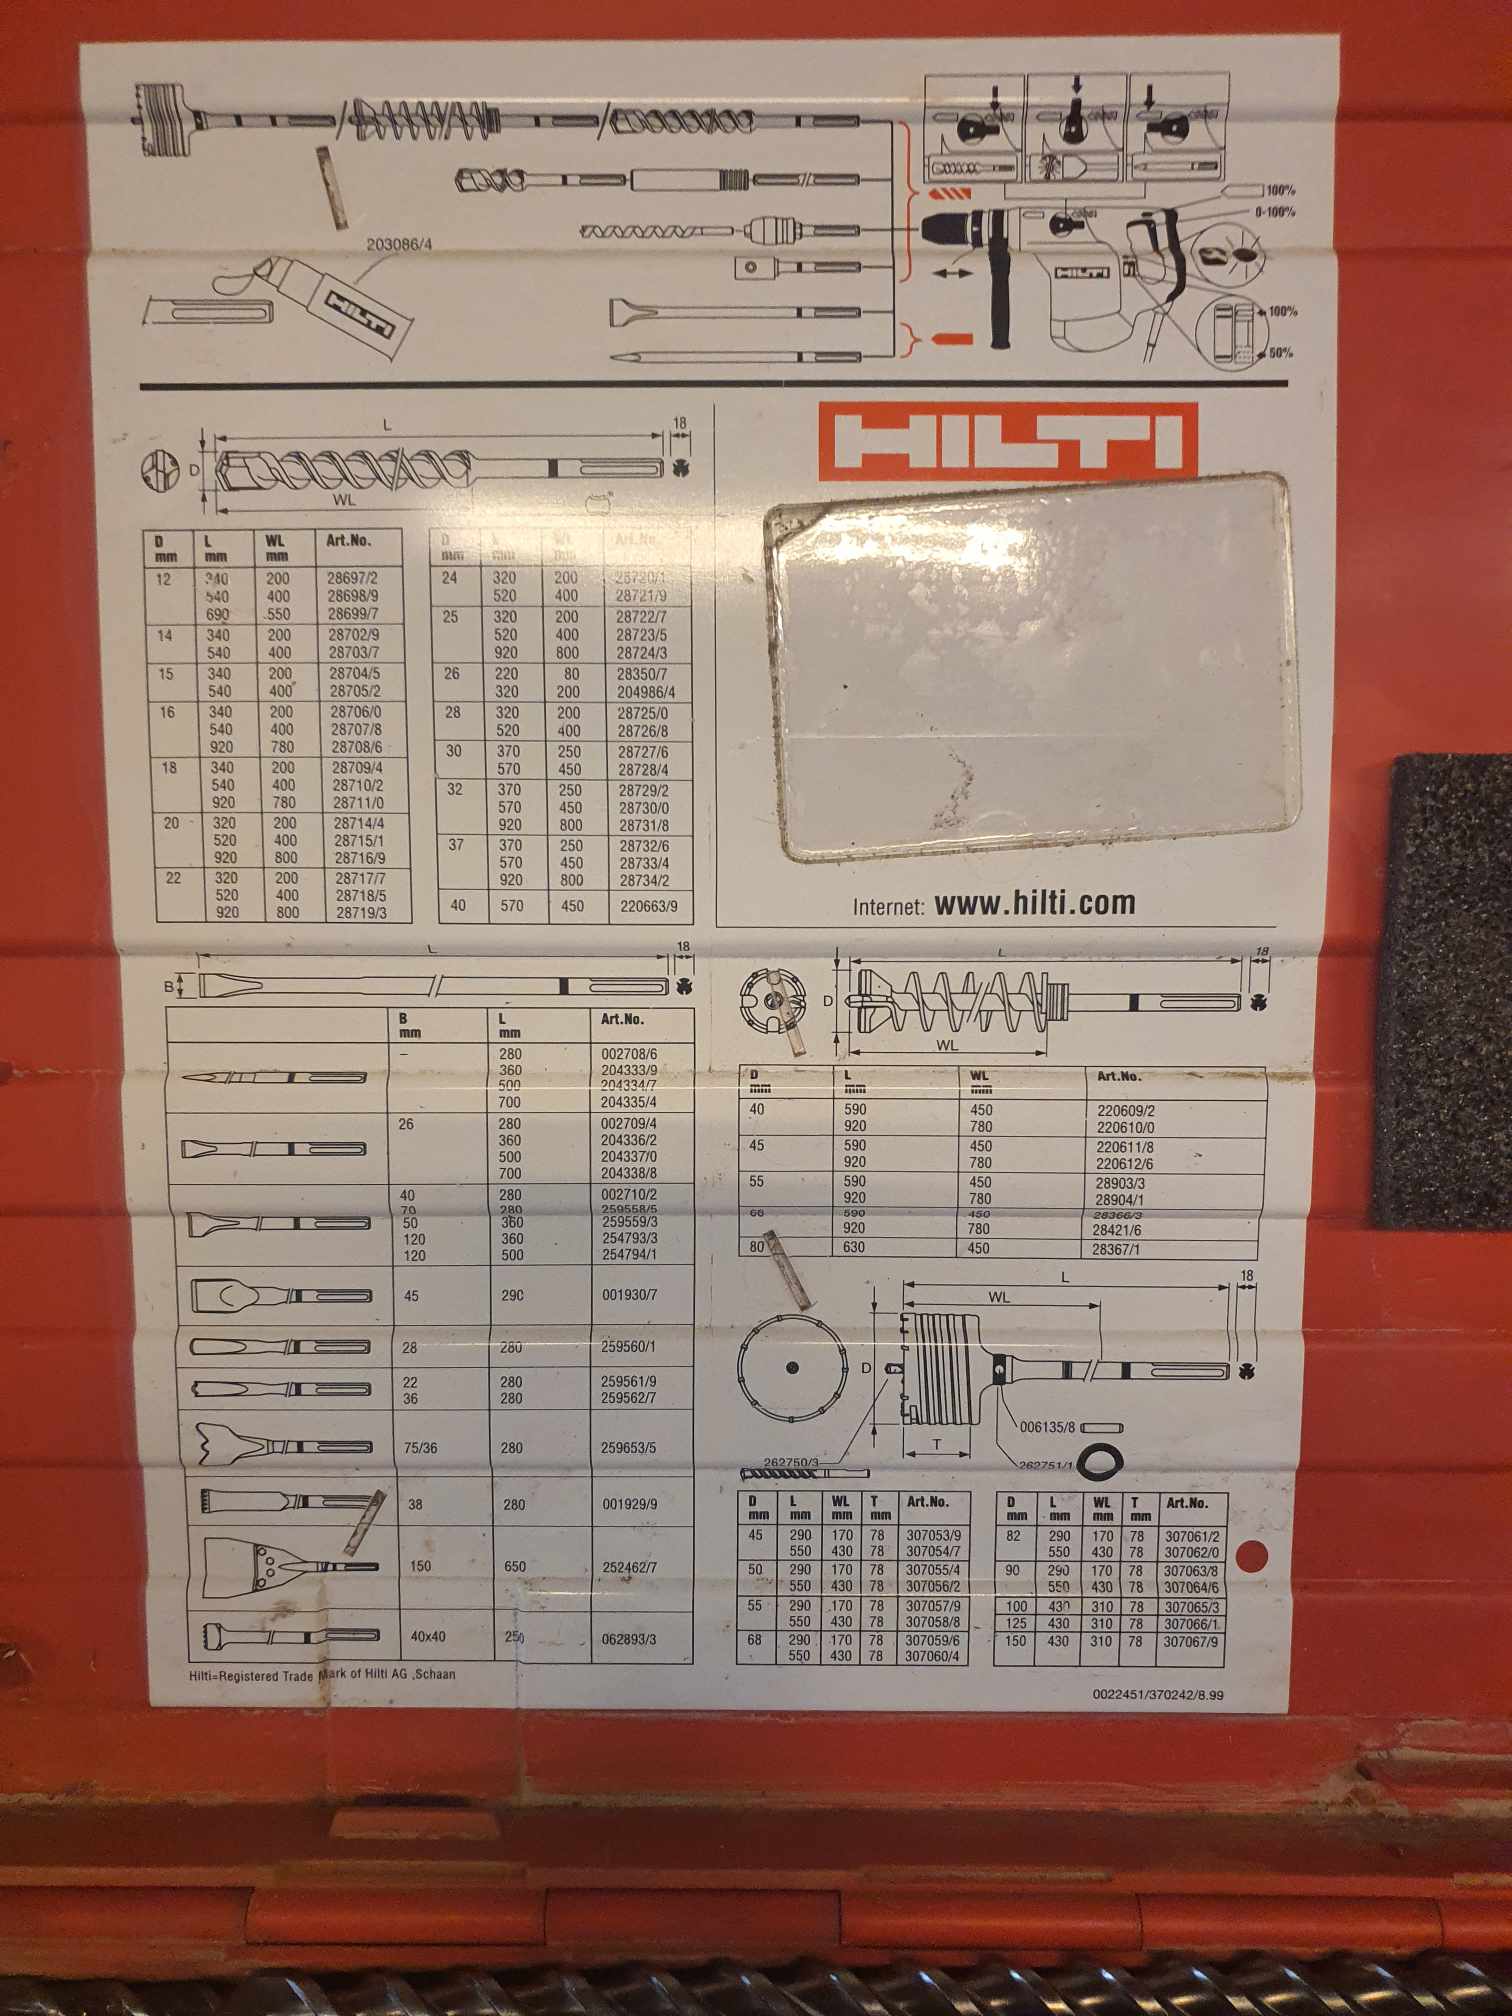 203086/4
HILTI
100%
0-100%
HILTI
100%
50%
L
18
D
WL
D mm L mm WL mm Art.No.
12 340 200 28697/2
540 400 28698/9
690 550 28699/7
14 340 200 28702/9
540 400 28703/7
15 340 200 28704/5
540 400 28705/2
16 340 200 28706/0
540 400 28707/8
920 780 28708/6
18 340 200 28709/4
540 400 28710/2
920 780 28711/0
20 320 200 28714/4
520 400 28715/1
920 800 28716/9
22 320 200 28717/7
520 400 28718/5
920 800 28719/3
D mm L mm WL mm Art.No.
24 320 200 28720/1
520 400 28721/9
25 320 200 28722/7
520 400 28723/5
920 800 28724/3
26 220 80 28350/7
320 200 204986/4
28 320 200 28725/0
520 400 28726/8
30 370 250 28727/6
570 450 28728/4
32 370 250 28729/2
570 450 28730/0
920 800 28731/8
37 370 250 28732/6
570 450 28733/4
920 800 28734/2
40 570 450 220663/9
HILTI
Internet: www.hilti.com
L
18
B
B mm L mm Art.No.
– 280 002708/6
360 204333/9
500 204334/7
700 204335/4
26 280 002709/4
360 204336/2
500 204337/0
700 204338/8
40 280 002710/2
70 280 259558/5
50 360 259559/3
120 360 254793/3
120 500 254794/1
45 290 001930/7
28 280 259560/1
22 280 259561/9
36 280 259562/7
75/36 280 259653/5
38 280 001929/9
150 650 252462/7
40x40 250 062893/3
Hilti=Registered Trade Mark of Hilti AG ,Schaan
L
18
D
WL
D mm L mm WL mm Art.No.
40 590 450 220609/2
920 780 220610/0
45 590 450 220611/8
920 780 220612/6
55 590 450 28903/3
920 780 28904/1
66 590 450 28366/3
920 780 28421/6
80 630 450 28367/1
L
18
WL
D
006135/8
T
262750/3
262751/1
D mm L mm WL mm T mm Art.No.
45 290 170 78 307053/9
550 430 78 307054/7
50 290 170 78 307055/4
550 430 78 307056/2
55 290 170 78 307057/9
550 430 78 307058/8
68 290 170 78 307059/6
550 430 78 307060/4
D mm L mm WL mm T mm Art.No.
82 290 170 78 307061/2
550 430 78 307062/0
90 290 170 78 307063/8
550 430 78 307064/6
100 430 310 78 307065/3
125 430 310 78 307066/1
150 430 310 78 307067/9
0022451/370242/8.99